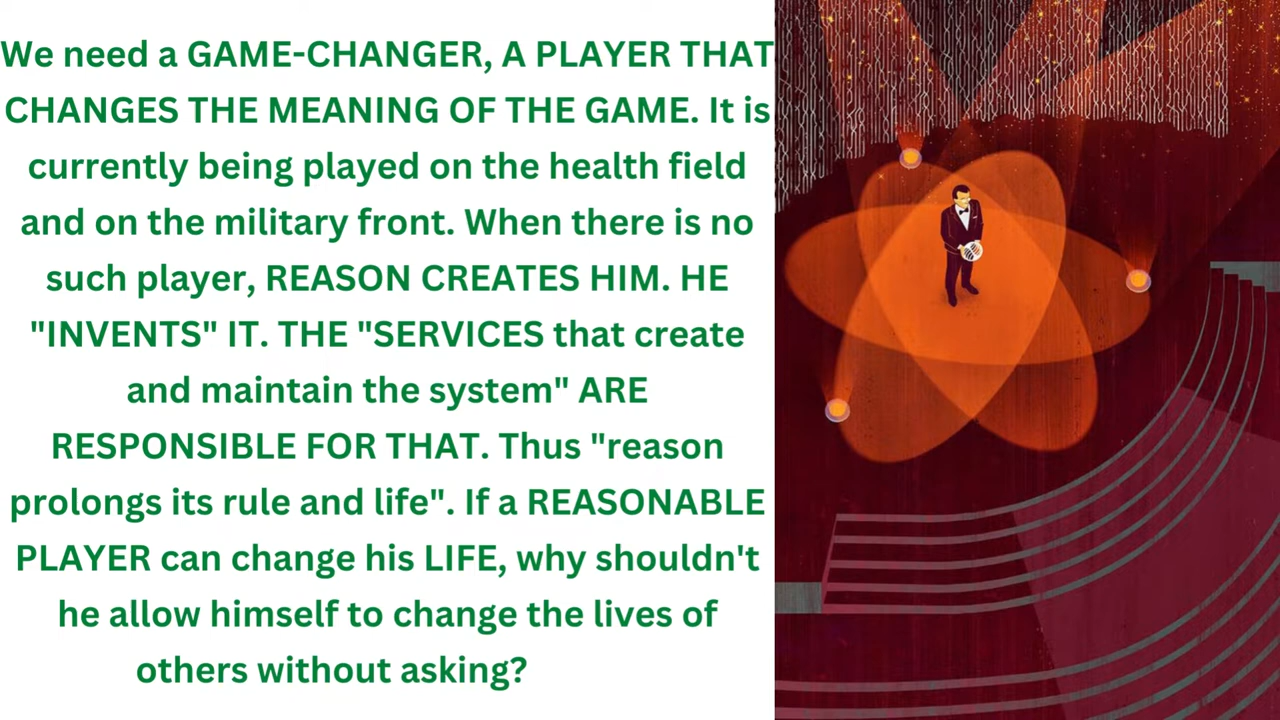 We need a GAME-CHANGER, A PLAYER THAT
CHANGES THE MEANING OF THE GAME. It is
currently being played on the health field
and on the military front. When there is no
such player, REASON CREATES HIM. HE
"INVENTS" IT. THE "SERVICES that create
and maintain the system" ARE
RESPONSIBLE FOR THAT. Thus "reason
prolongs its rule and life". If a REASONABLE
PLAYER can change his LIFE, why shouldn't
he allow himself to change the lives of
others without asking?